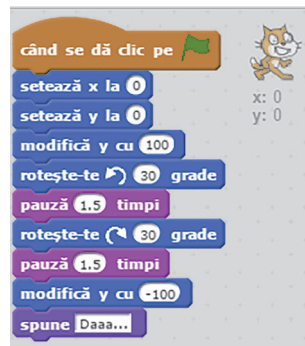 când se dă clic pe
setează x la 0
setează y la 0
x: 0
y: 0
modifică y cu 100
rotește-te 30 grade
pauză 1.5 timpi
rotește-te 30 grade
pauză 1.5 timpi
modifică y cu -100
spune Daaa...